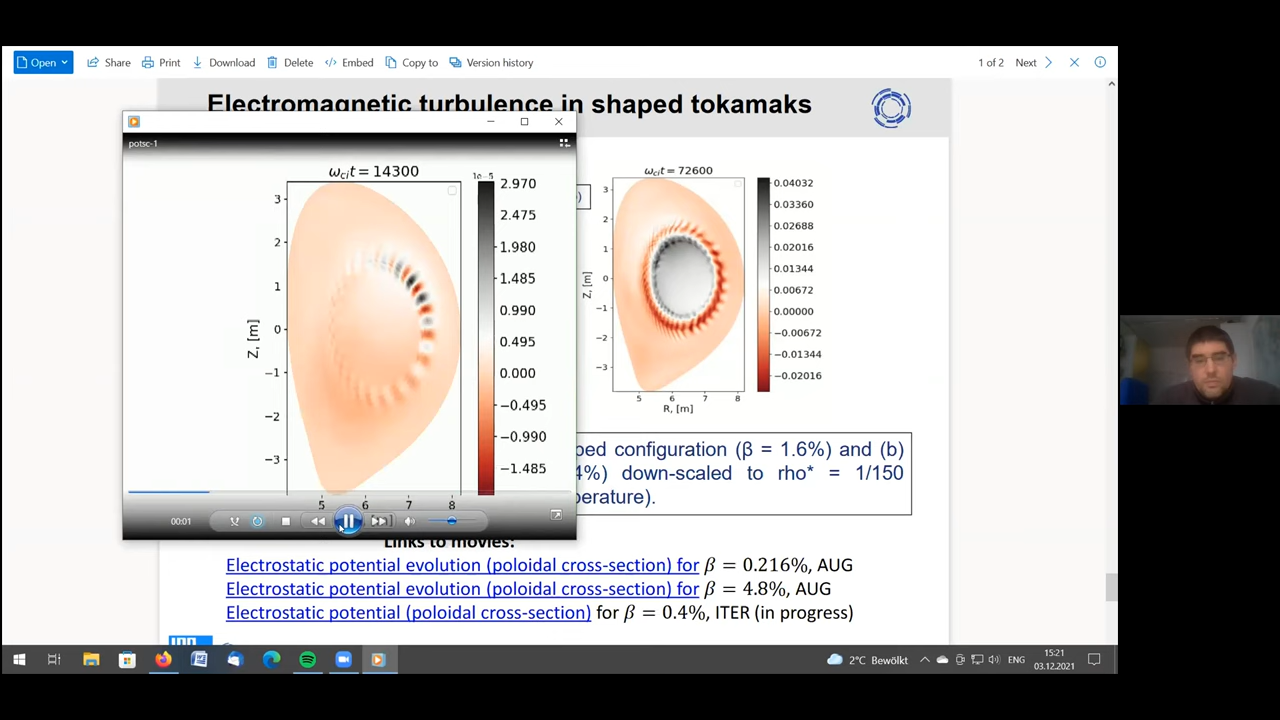 Open
Share
Print
Download
Delete
Embed
Copy to
Version history
1 of 2
Next
Electromagnetic turbulence in shaped tokamaks
potsc-1
ω_ci t = 14300
1e−5
3
2
1
0
−1
−2
−3
Z, [m]
5
6
7
8
2.970
2.475
1.980
1.485
0.990
0.495
0.000
−0.495
−0.990
−1.485
00:01
)
ω_ci t = 72600
3
2
1
0
−1
−2
−3
Z, [m]
5
6
7
8
R, [m]
0.04032
0.03360
0.02688
0.02016
0.01344
0.00672
0.00000
−0.00672
−0.01344
−0.02016
ped configuration (β = 1.6%) and (b)
4%) down-scaled to rho* = 1/150
perature).
Links to movies:
Electrostatic potential evolution (poloidal cross-section) for β = 0.216%, AUG
Electrostatic potential evolution (poloidal cross-section) for β = 4.8%, AUG
Electrostatic potential (poloidal cross-section) for β = 0.4%, ITER (in progress)
2°C Bewölkt
ENG
15:21
03.12.2021